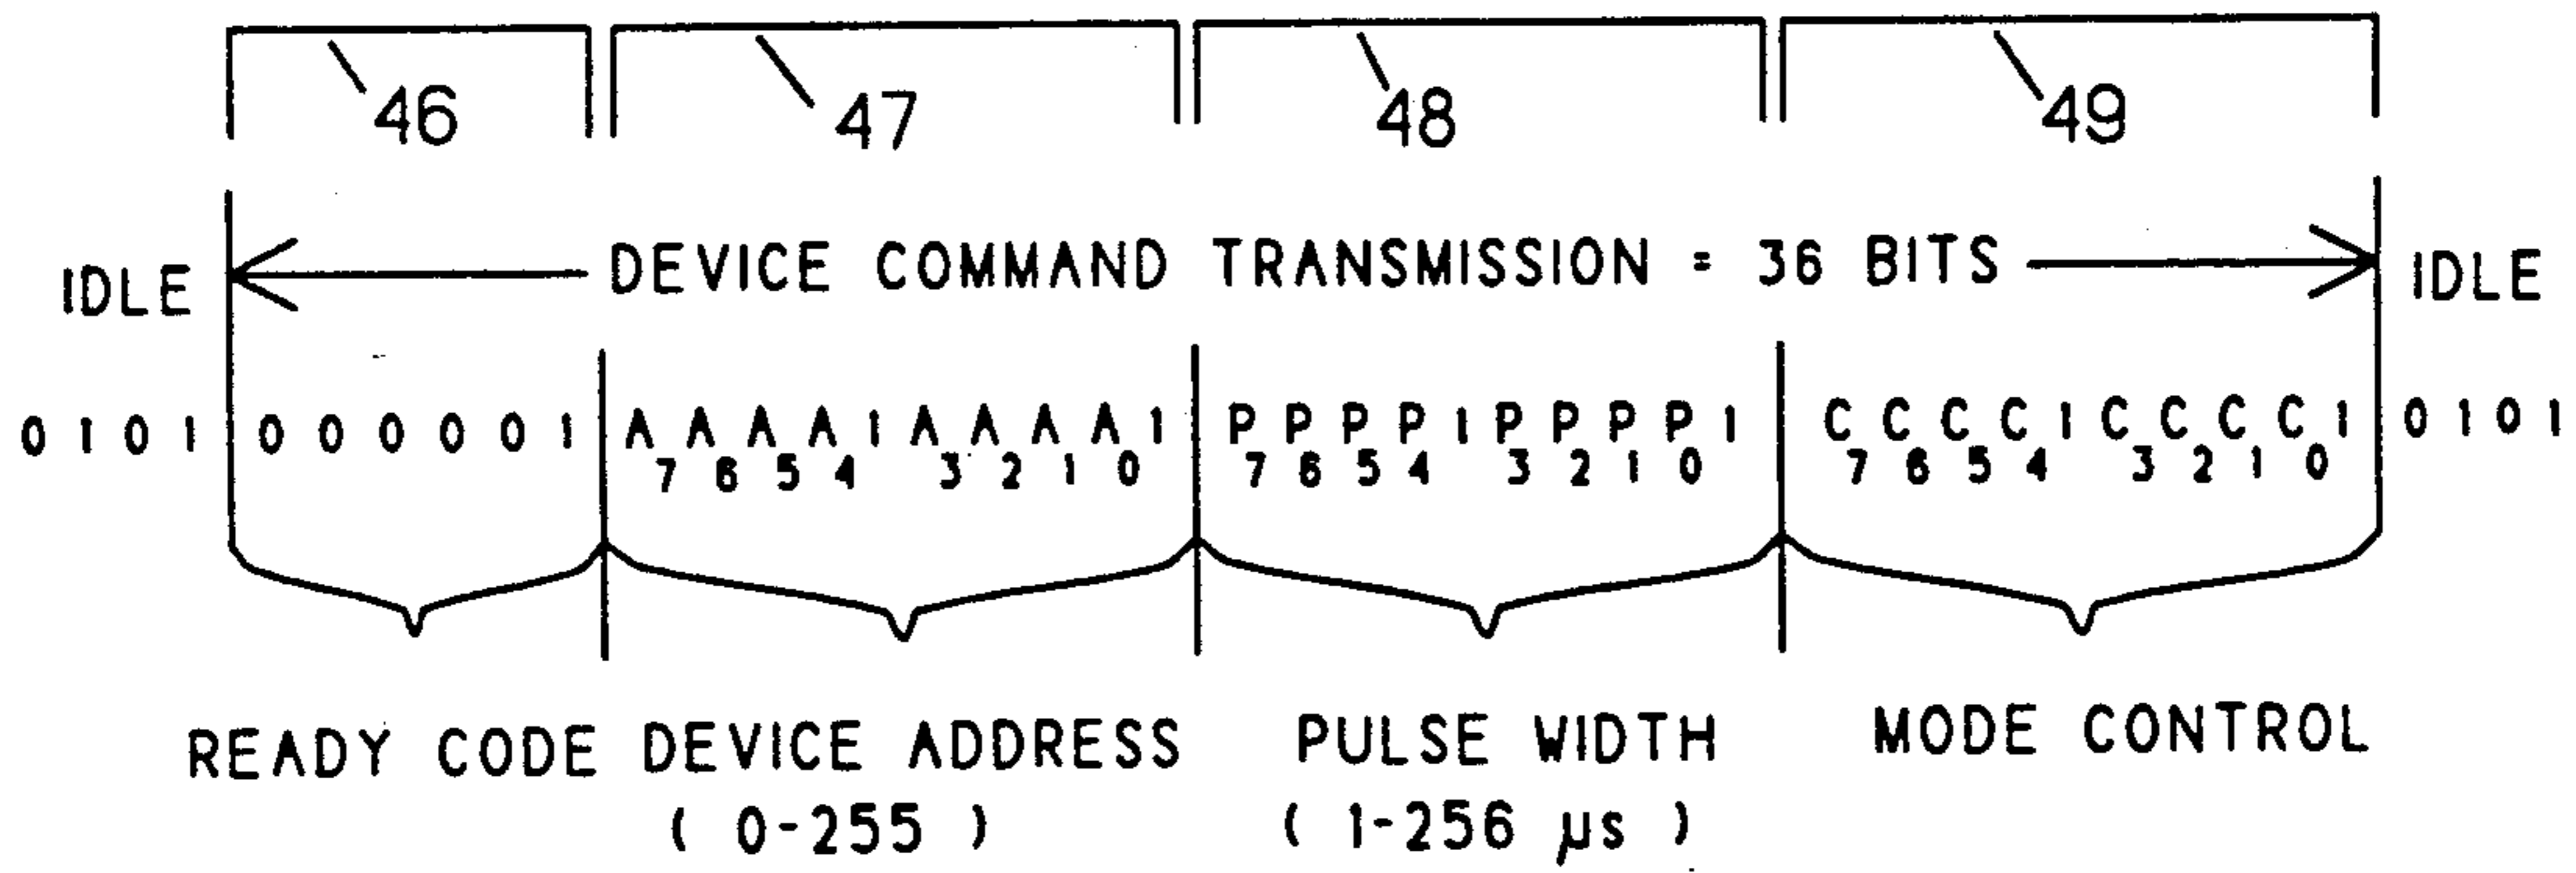 46 47 48 49
IDLE DEVICE COMMAND TRANSMISSION = 36 BITS IDLE
0 1 0 1 0 0 0 0 0 1 A7 A6 A5 A4 1 A3 A2 A1 A0 1 P7 P6 P5 P4 1 P3 P2 P1 P0 1 C7 C6 C5 C4 1 C3 C2 C1 C0 1 0 1 0 1
READY CODE DEVICE ADDRESS PULSE WIDTH MODE CONTROL
( 0-255 ) ( 1-256 µs )